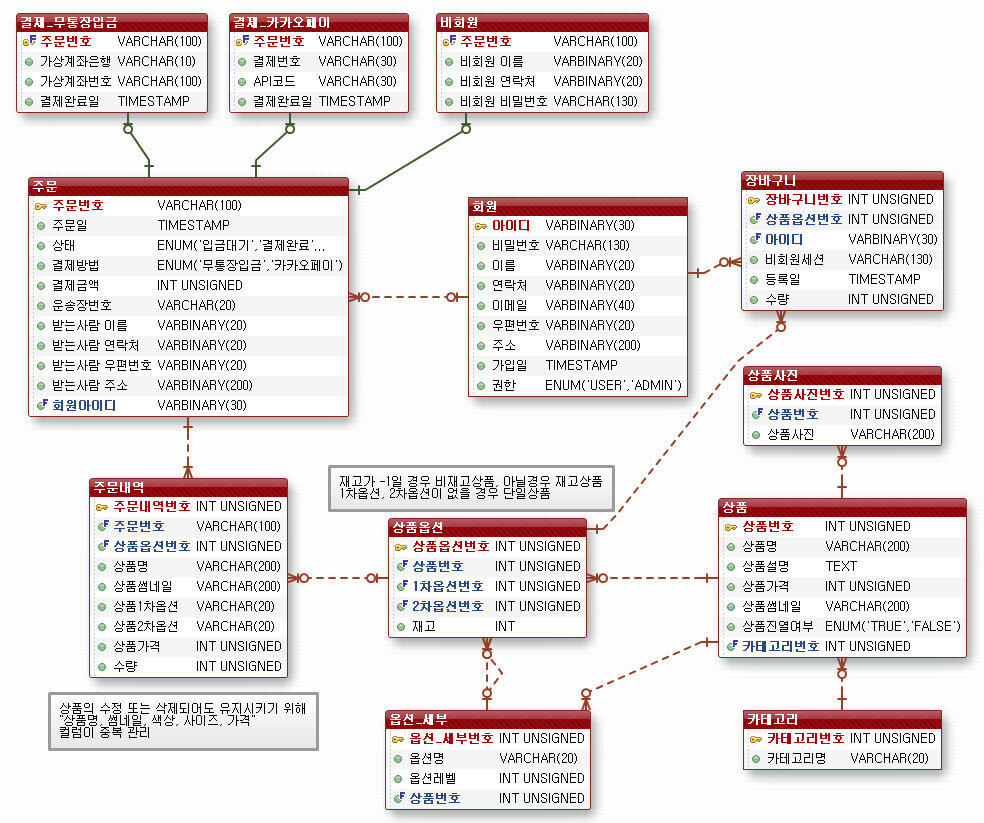 결제_무통장입금
주문번호 VARCHAR(100)
가상계좌은행 VARCHAR(10)
가상계좌번호 VARCHAR(100)
결제완료일 TIMESTAMP
결제_카카오페이
주문번호 VARCHAR(100)
결제번호 VARCHAR(30)
API코드 VARCHAR(30)
결제완료일 TIMESTAMP
비회원
주문번호 VARCHAR(100)
비회원 이름 VARBINARY(20)
비회원 연락처 VARBINARY(20)
비회원 비밀번호 VARCHAR(130)
주문
주문번호 VARCHAR(100)
주문일 TIMESTAMP
상태 ENUM('입금대기','결제완료',,,
결제방법 ENUM('무통장입금','카카오페이')
결제금액 INT UNSIGNED
운송장번호 VARCHAR(20)
받는사람 이름 VARBINARY(20)
받는사람 연락처 VARBINARY(20)
받는사람 우편번호 VARBINARY(20)
받는사람 주소 VARBINARY(200)
회원아이디 VARBINARY(30)
회원
아이디 VARBINARY(30)
비밀번호 VARCHAR(130)
이름 VARBINARY(20)
연락처 VARBINARY(20)
이메일 VARBINARY(40)
우편번호 VARBINARY(20)
주소 VARBINARY(200)
가입일 TIMESTAMP
권한 ENUM('USER','ADMIN')
장바구니
장바구니번호 INT UNSIGNED
상품옵션번호 INT UNSIGNED
아이디 VARBINARY(30)
비회원세션 VARCHAR(130)
등록일 TIMESTAMP
수량 INT UNSIGNED
상품사진
상품사진번호 INT UNSIGNED
상품번호 INT UNSIGNED
상품사진 VARCHAR(200)
재고가 -1일 경우 비재고상품, 아닐경우 재고상품
1차옵션, 2차옵션이 없을 경우 단일상품
주문내역
주문내역번호 INT UNSIGNED
주문번호 VARCHAR(100)
상품옵션번호 INT UNSIGNED
상품명 VARCHAR(200)
상품썸네일 VARCHAR(200)
상품1차옵션 VARCHAR(20)
상품2차옵션 VARCHAR(20)
상품가격 INT UNSIGNED
수량 INT UNSIGNED
상품옵션
상품옵션번호 INT UNSIGNED
상품번호 INT UNSIGNED
1차옵션번호 INT UNSIGNED
2차옵션번호 INT UNSIGNED
재고 INT
상품
상품번호 INT UNSIGNED
상품명 VARCHAR(200)
상품설명 TEXT
상품가격 INT UNSIGNED
상품썸네일 VARCHAR(200)
상품진열여부 ENUM('TRUE','FALSE')
카테고리번호 INT UNSIGNED
상품의 수정 또는 삭제되어도 유지시키기 위해
"상품명, 썸네일, 색상, 사이즈, 가격"
컬럼이 중복 관리
옵션_세부
옵션_세부번호 INT UNSIGNED
옵션명 VARCHAR(20)
옵션레벨 INT UNSIGNED
상품번호 INT UNSIGNED
카테고리
카테고리번호 INT UNSIGNED
카테고리명 VARCHAR(20)